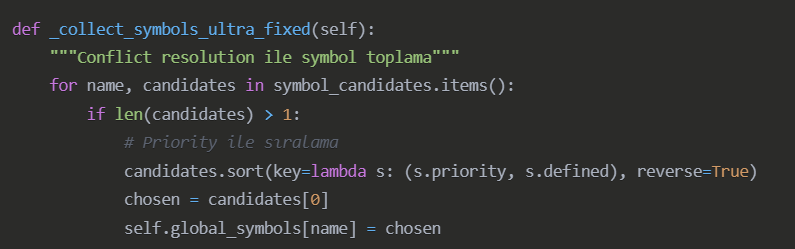 def _collect_symbols_ultra_fixed(self):
    """Conflict resolution ile symbol toplama"""
    for name, candidates in symbol_candidates.items():
        if len(candidates) > 1:
            # Priority ile sıralama
            candidates.sort(key=lambda s: (s.priority, s.defined), reverse=True)
            chosen = candidates[0]
            self.global_symbols[name] = chosen